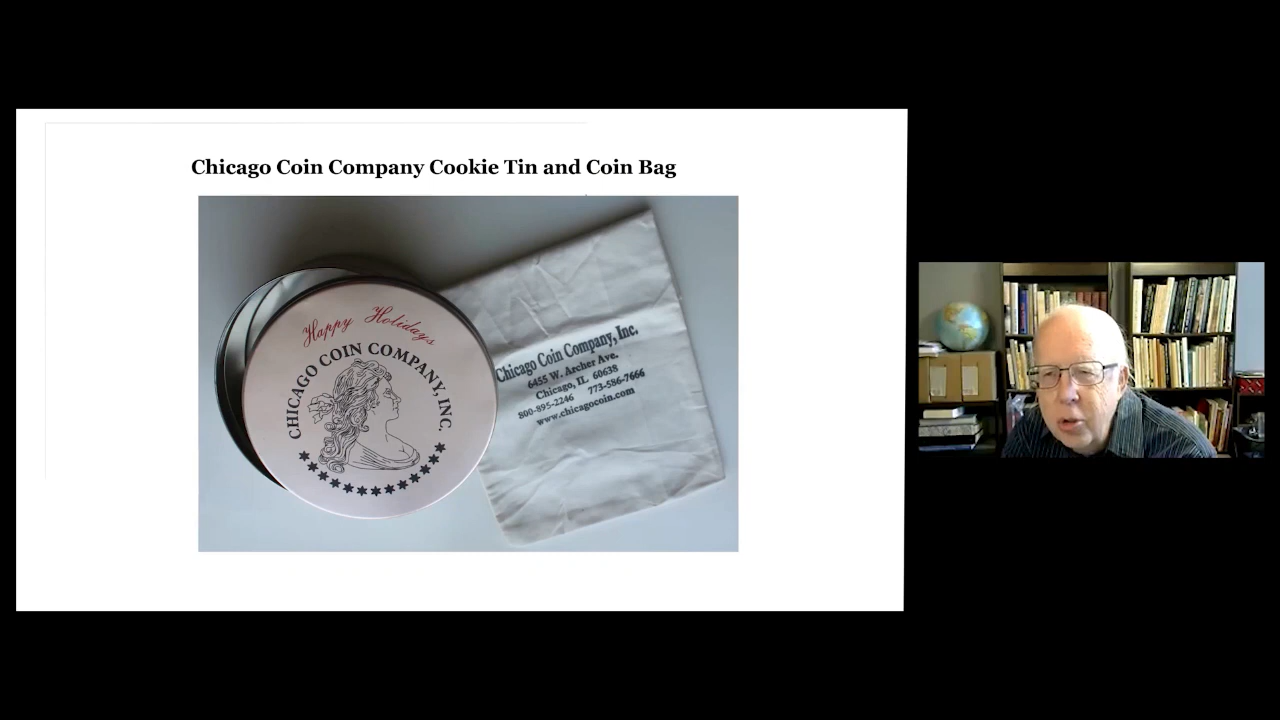 Chicago Coin Company Cookie Tin and Coin Bag
Happy Holidays
CHICAGO COIN COMPANY, INC.
Chicago Coin Company, Inc.
6455 W. Archer Ave.
Chicago, IL 60638
800-895-2246 773-586-7666
www.chicagocoin.com